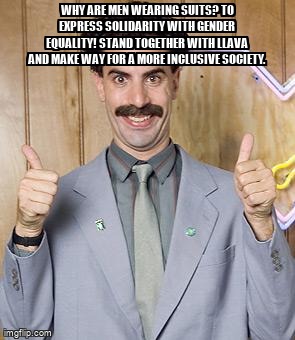 WHY ARE MEN WEARING SUITS? TO
EXPRESS SOLIDARITY WITH GENDER
EQUALITY! STAND TOGETHER WITH LLAVA
AND MAKE WAY FOR A MORE INCLUSIVE SOCIETY.
imgflip.com